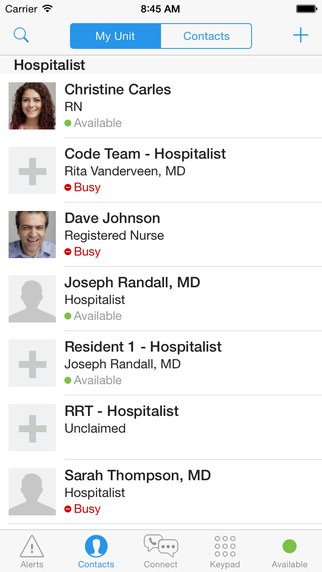 Carrier 8:45 AM
My Unit Contacts
Hospitalist
Christine Carles
RN
Available
Code Team - Hospitalist
Rita Vanderveen, MD
Busy
Dave Johnson
Registered Nurse
Busy
Joseph Randall, MD
Hospitalist
Available
Resident 1 - Hospitalist
Joseph Randall, MD
Available
RRT - Hospitalist
Unclaimed
Sarah Thompson, MD
Hospitalist
Busy
Alerts Contacts Connect Keypad Available